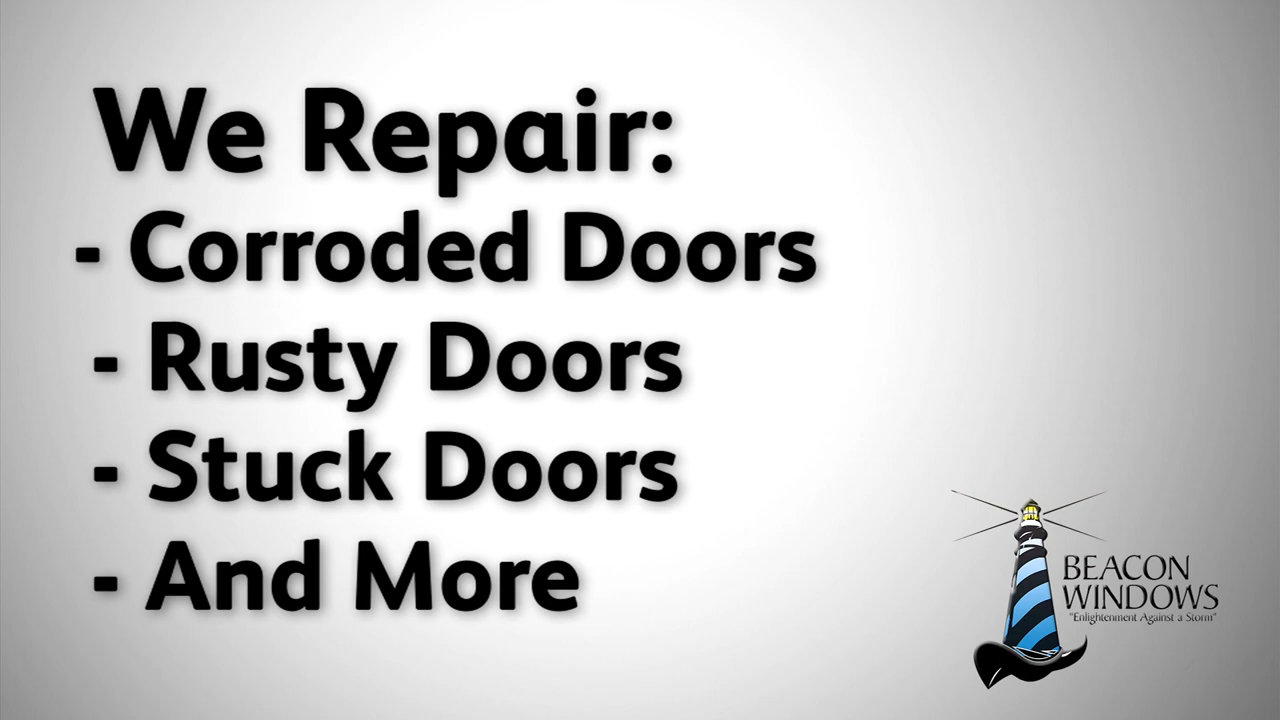 We Repair:
- Corroded Doors
- Rusty Doors
- Stuck Doors
- And More
BEACON
WINDOWS
"Enlightenment Against a Storm"